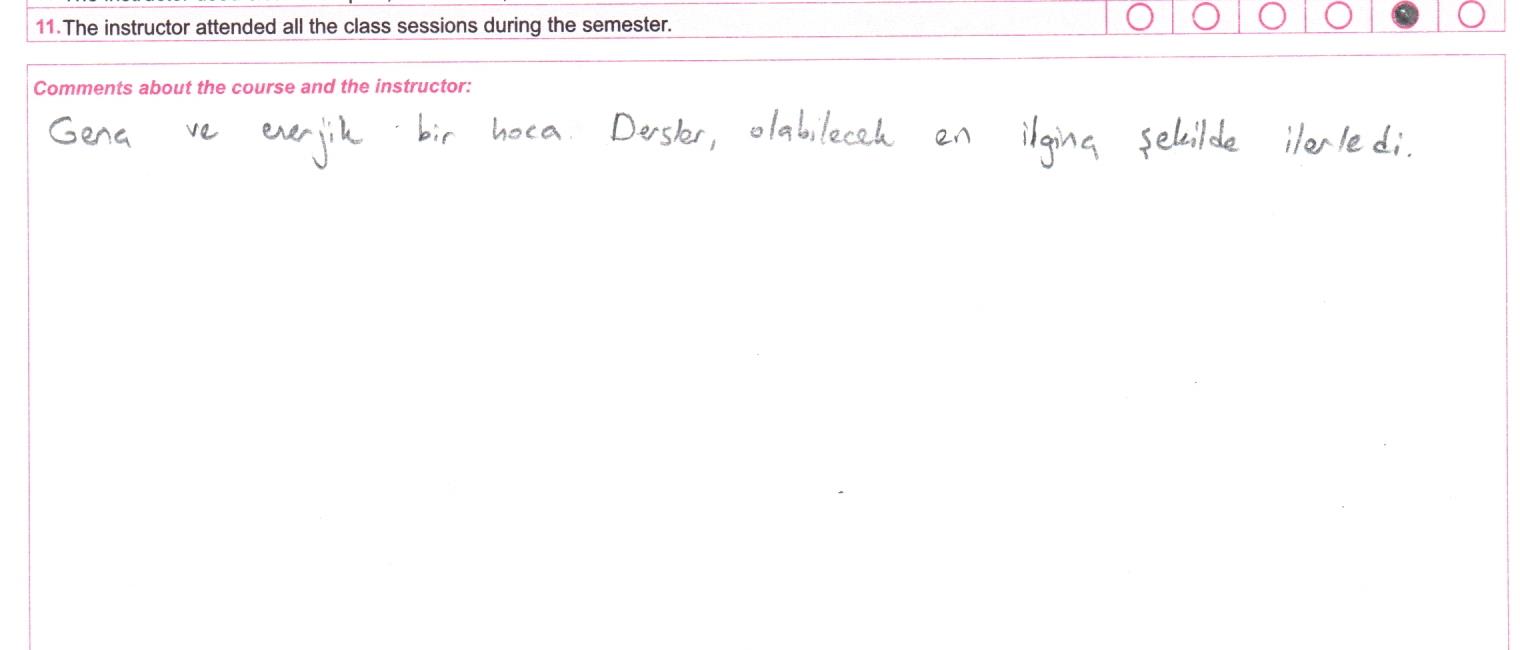 11. The instructor attended all the class sessions during the semester.
Comments about the course and the instructor:
Genç ve enerjik bir hoca. Dersler, olabilecek en ilginç şekilde ilerledi.